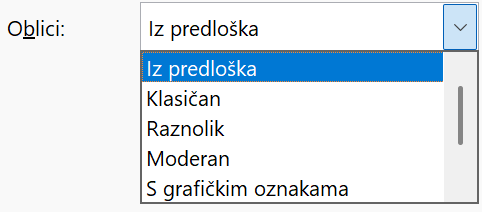 Oblici:
Iz predloška
Iz predloška
Klasičan
Raznolik
Moderan
S grafičkim oznakama